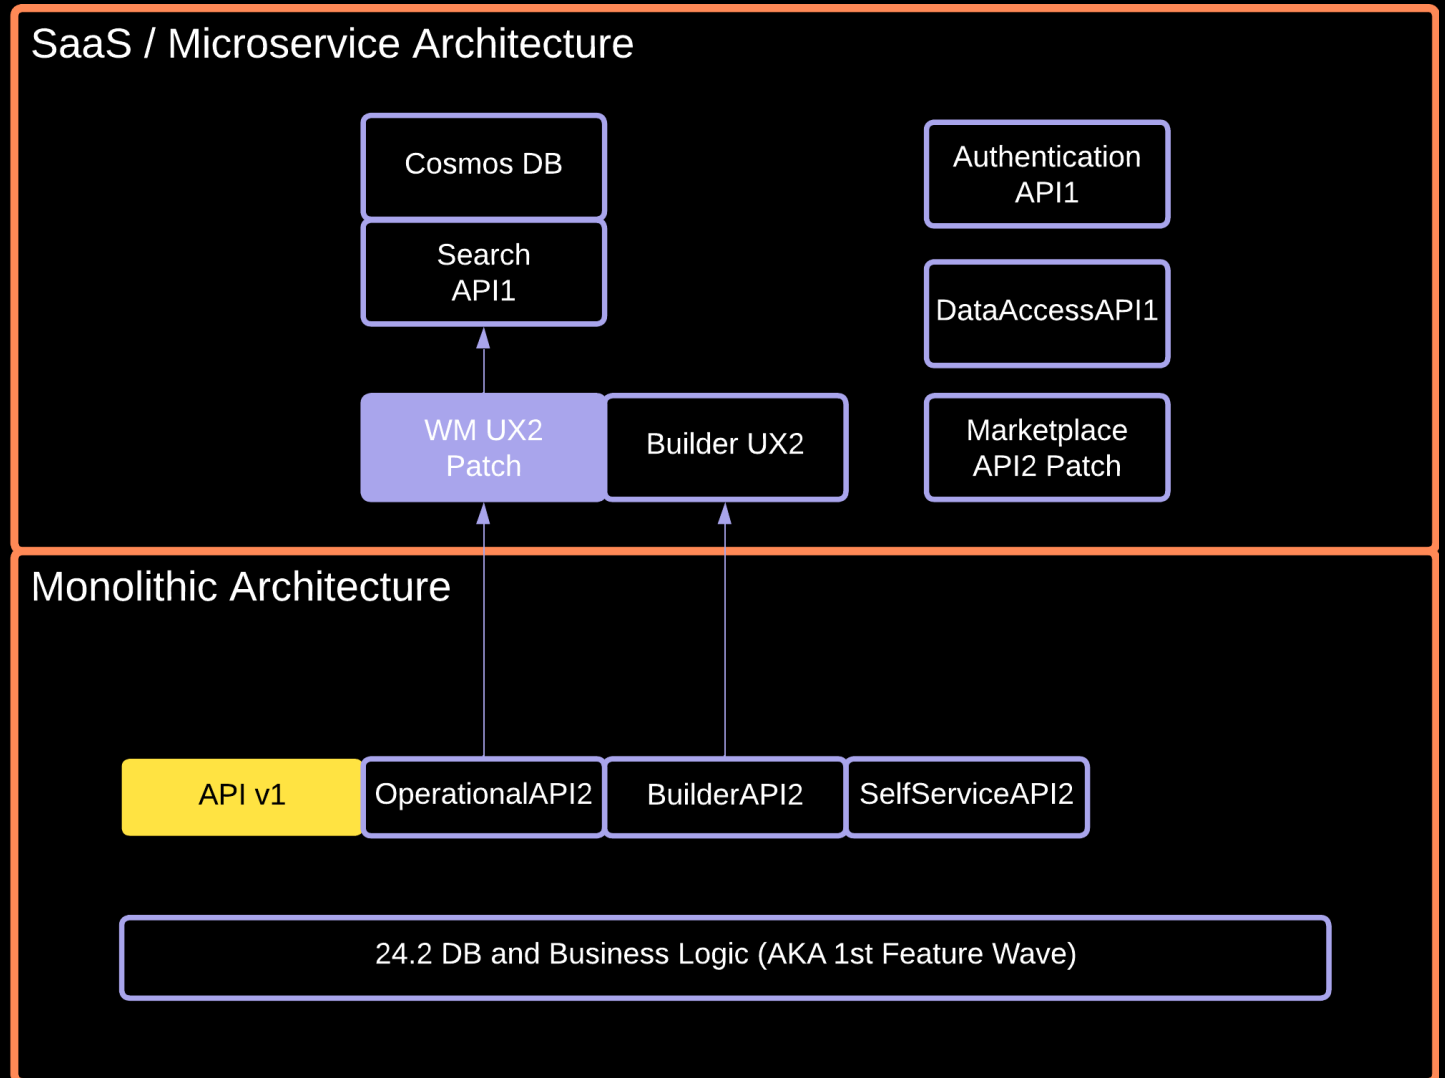 SaaS / Microservice Architecture
Cosmos DB
Search
API1
Authentication
API1
DataAccessAPI1
WM UX2
Patch
Builder UX2
Marketplace
API2 Patch
Monolithic Architecture
API v1
OperationalAPI2
BuilderAPI2
SelfServiceAPI2
24.2 DB and Business Logic (AKA 1st Feature Wave)